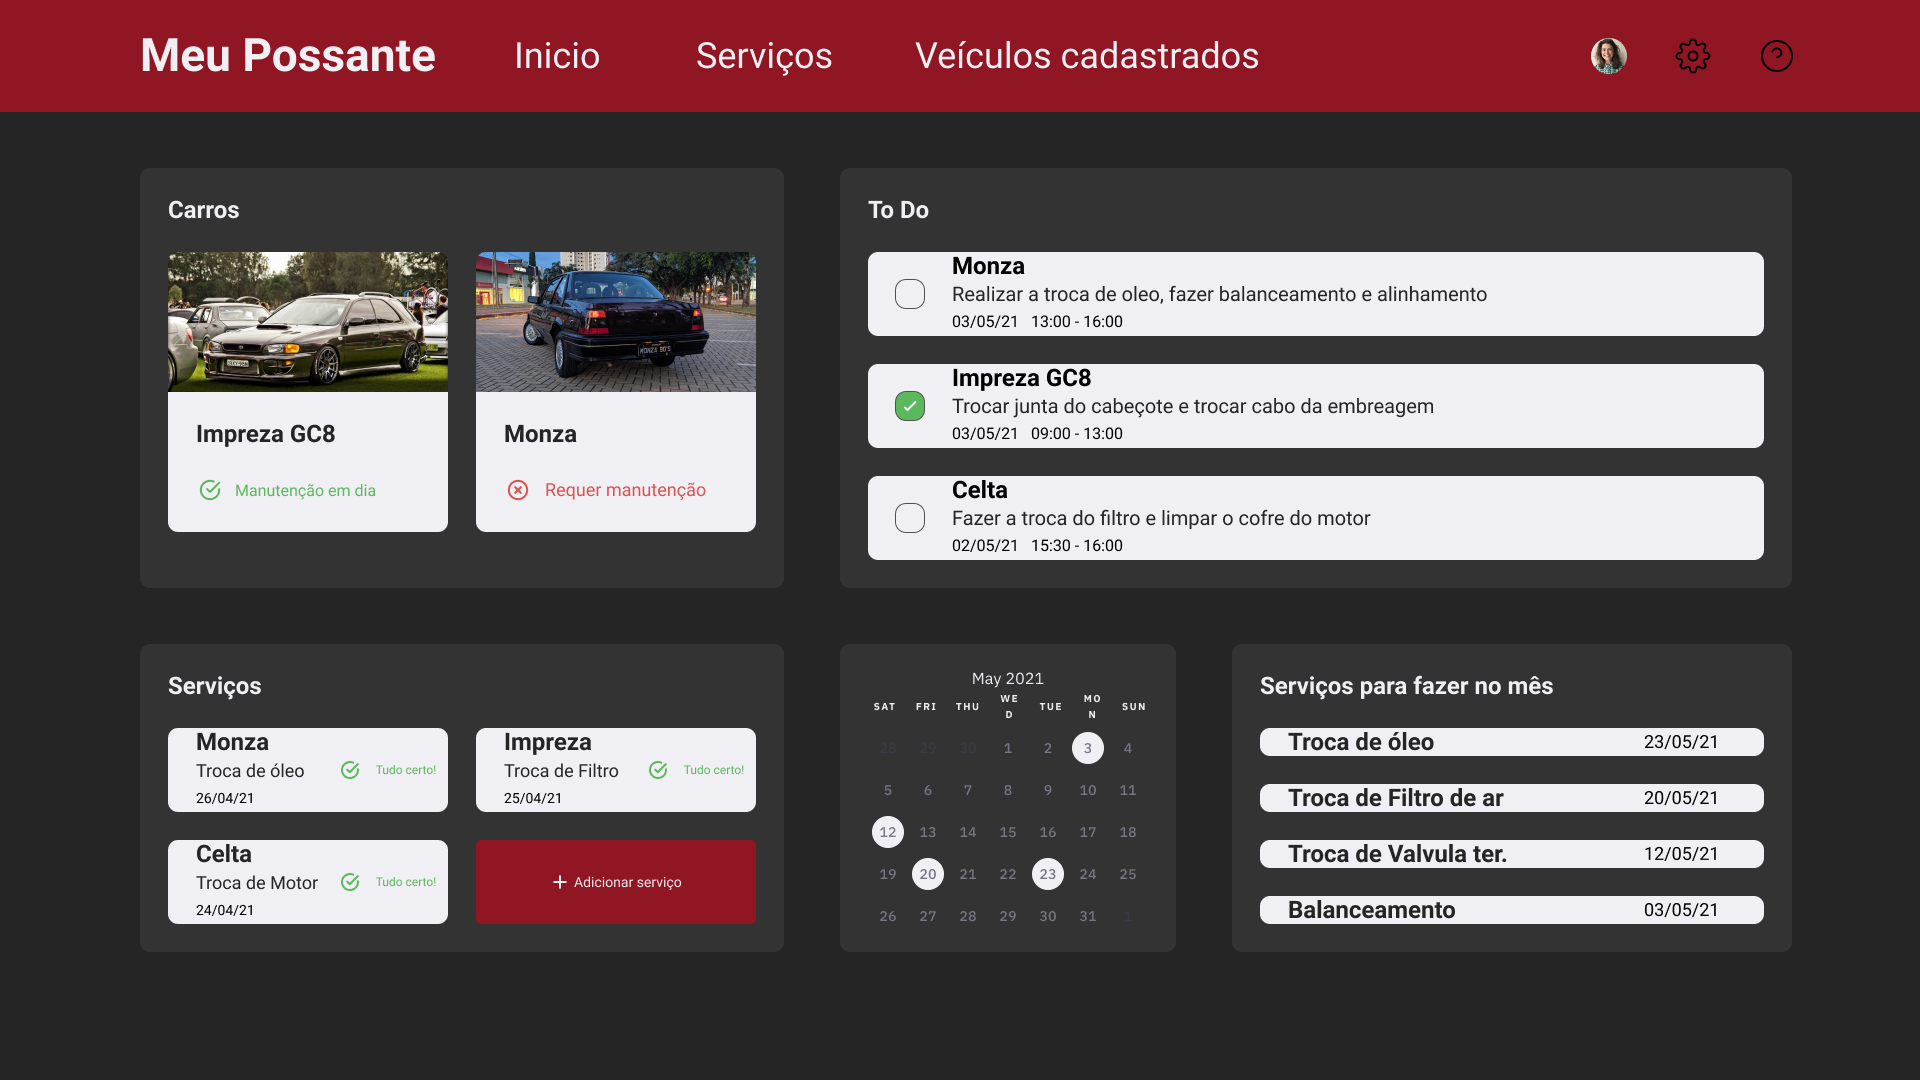 Meu Possante
Inicio
Serviços
Veículos cadastrados
Carros
Impreza GC8
Manutenção em dia
MONZA 90'S
Monza
Requer manutenção
To Do
Monza
Realizar a troca de oleo, fazer balanceamento e alinhamento
03/05/21 13:00 - 16:00
Impreza GC8
Trocar junta do cabeçote e trocar cabo da embreagem
03/05/21 09:00 - 13:00
Celta
Fazer a troca do filtro e limpar o cofre do motor
02/05/21 15:30 - 16:00
Serviços
Monza
Troca de óleo
Tudo certo!
26/04/21
Impreza
Troca de Filtro
Tudo certo!
25/04/21
Celta
Troca de Motor
Tudo certo!
24/04/21
Adicionar serviço
May 2021
SAT FRI THU WE
D TUE MO
N SUN
28 29 30 1 2 3 4
5 6 7 8 9 10 11
12 13 14 15 16 17 18
19 20 21 22 23 24 25
26 27 28 29 30 31 1
Serviços para fazer no mês
Troca de óleo 23/05/21
Troca de Filtro de ar 20/05/21
Troca de Valvula ter. 12/05/21
Balanceamento 03/05/21